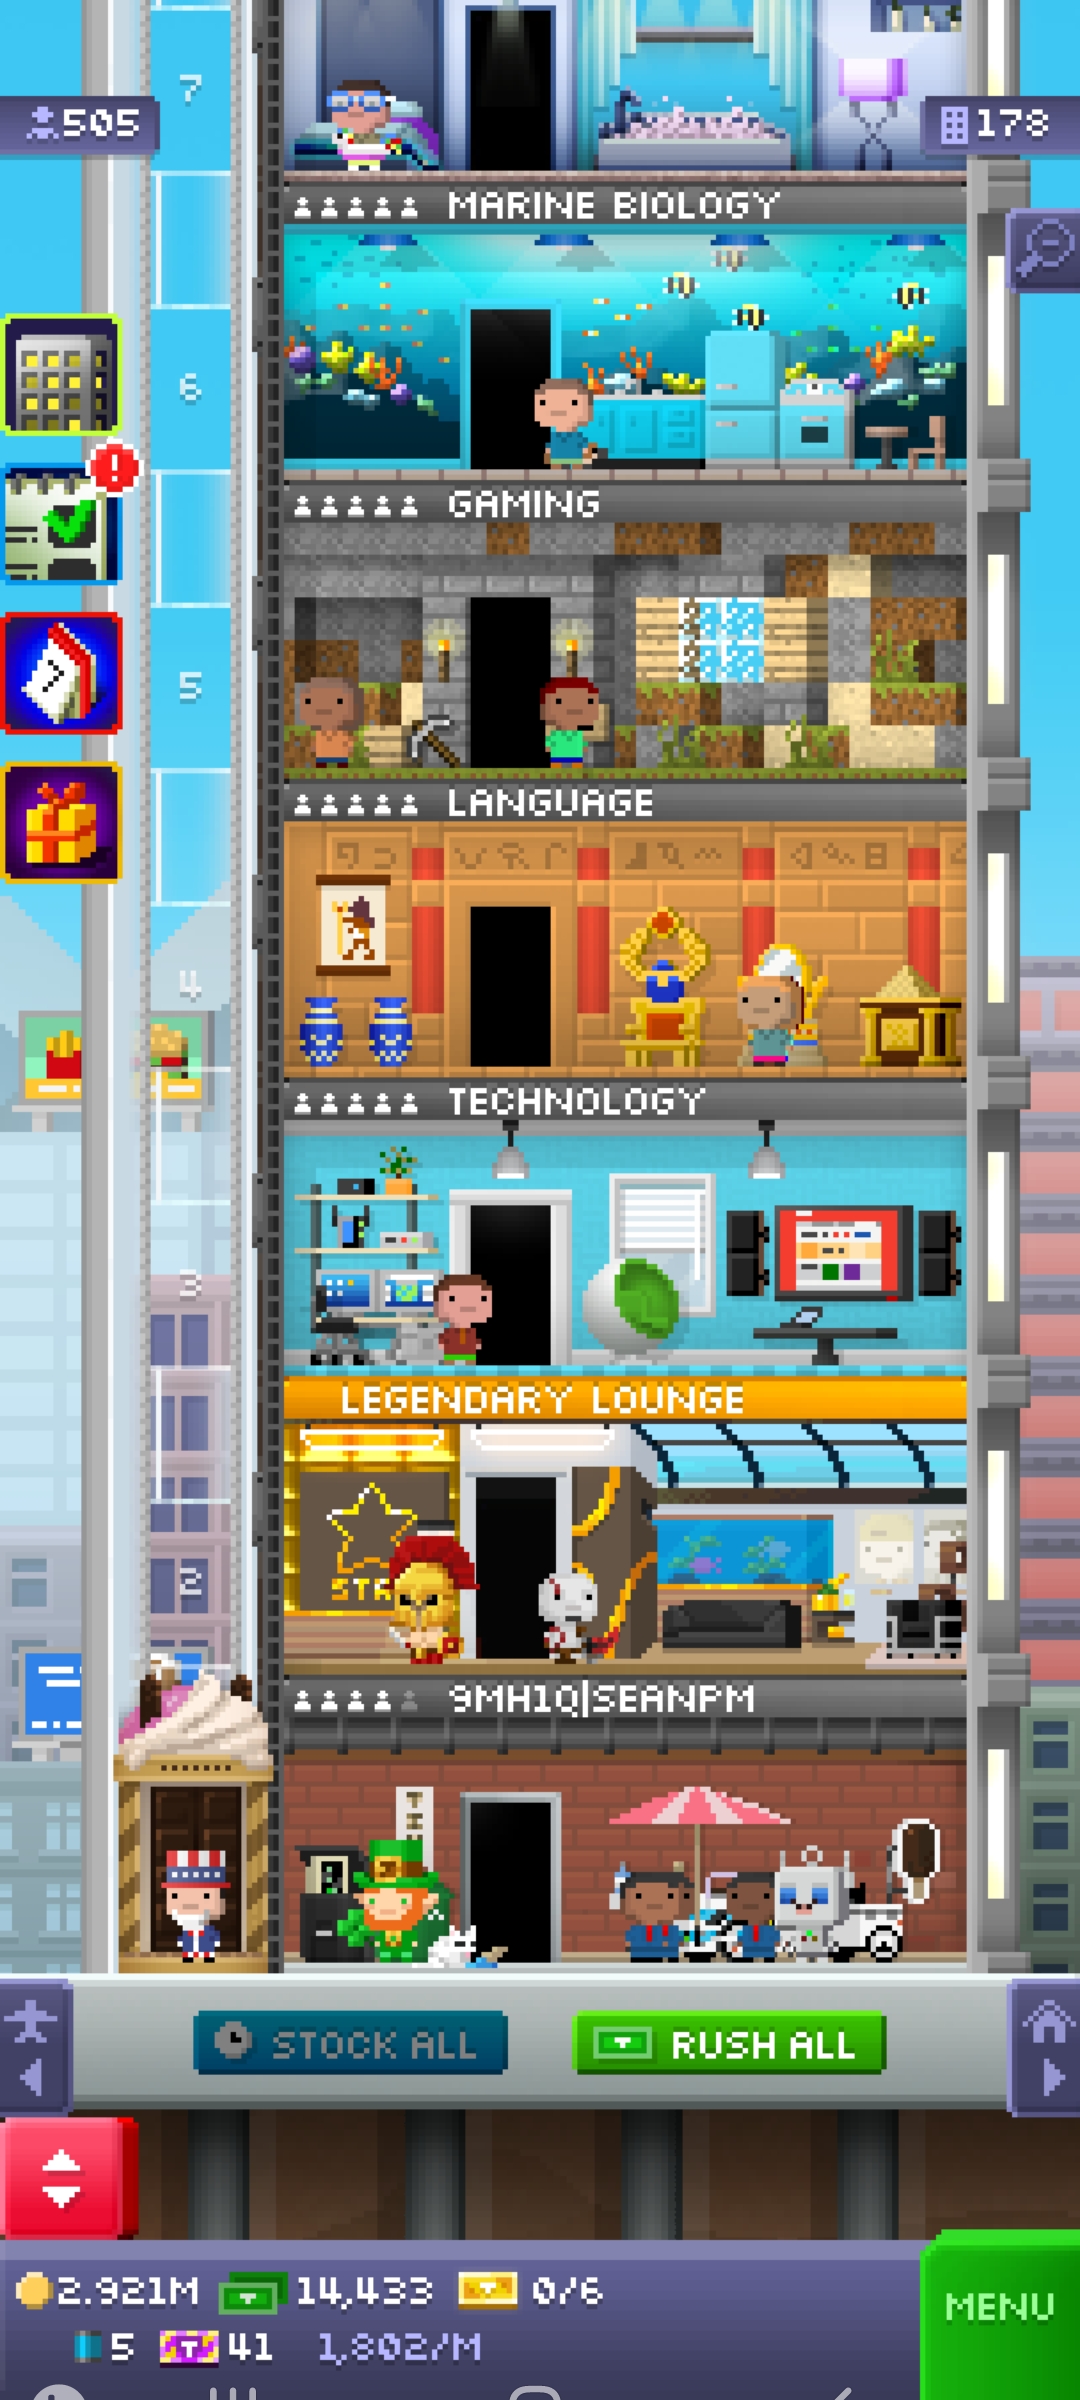 7
505
178
MARINE BIOLOGY
6
GAMING
5
LANGUAGE
4
TECHNOLOGY
3
LEGENDARY LOUNGE
2
9MH1Q|SEANPM
STOCK ALL
RUSH ALL
2.921M
14,433
0/6
MENU
5
41
1,802/M